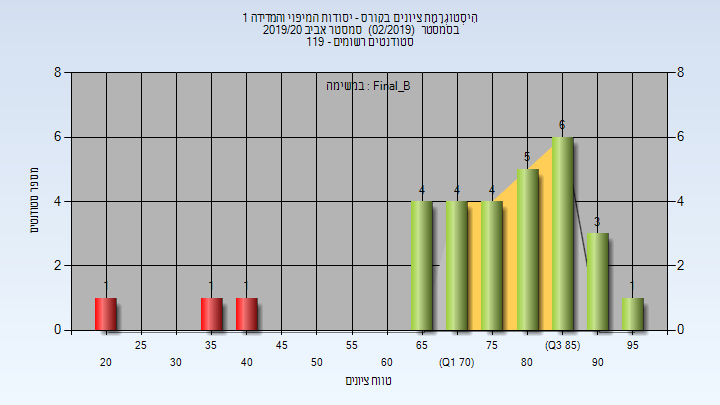 היסטוגרמת ציונים בקורס - יסודות המיפוי והמדידה 1
בסמסטר (02/2019) סמסטר אביב 2019/20
סטודנטים רשומים - 119
במשימה : Final_B
8 8
6 6
4 4
2 2
0 0
מספר סטודנטים
1 1 1 4 4 4 5 6 3 1
25 35 45 55 65 75 (Q3 85) 95
20 30 40 50 60 (Q1 70) 80 90
טווח ציונים